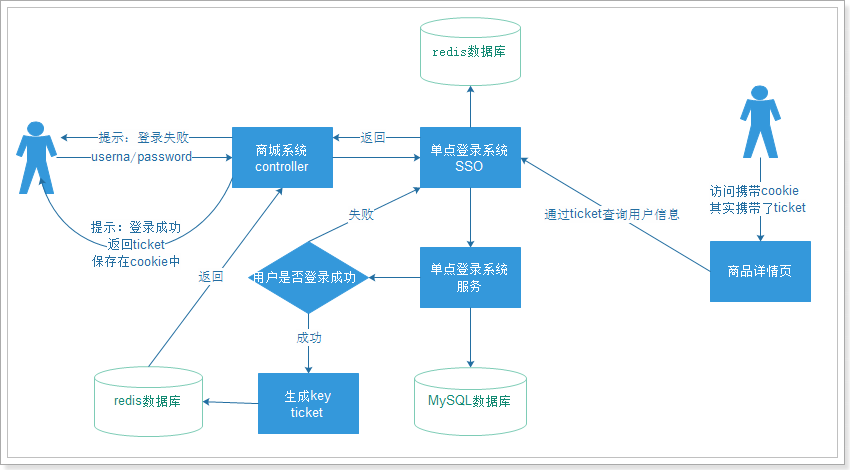 redis数据库
提示：登录失败
userna/password
商城系统
controller
返回
单点登录系统
SSO
提示：登录成功
返回ticket
保存在cookie中
失败
通过ticket查询用户信息
访问携带cookie
其实携带了ticket
返回
用户是否登录成功
单点登录系统
服务
商品详情页
成功
redis数据库
生成key
ticket
MySQL数据库